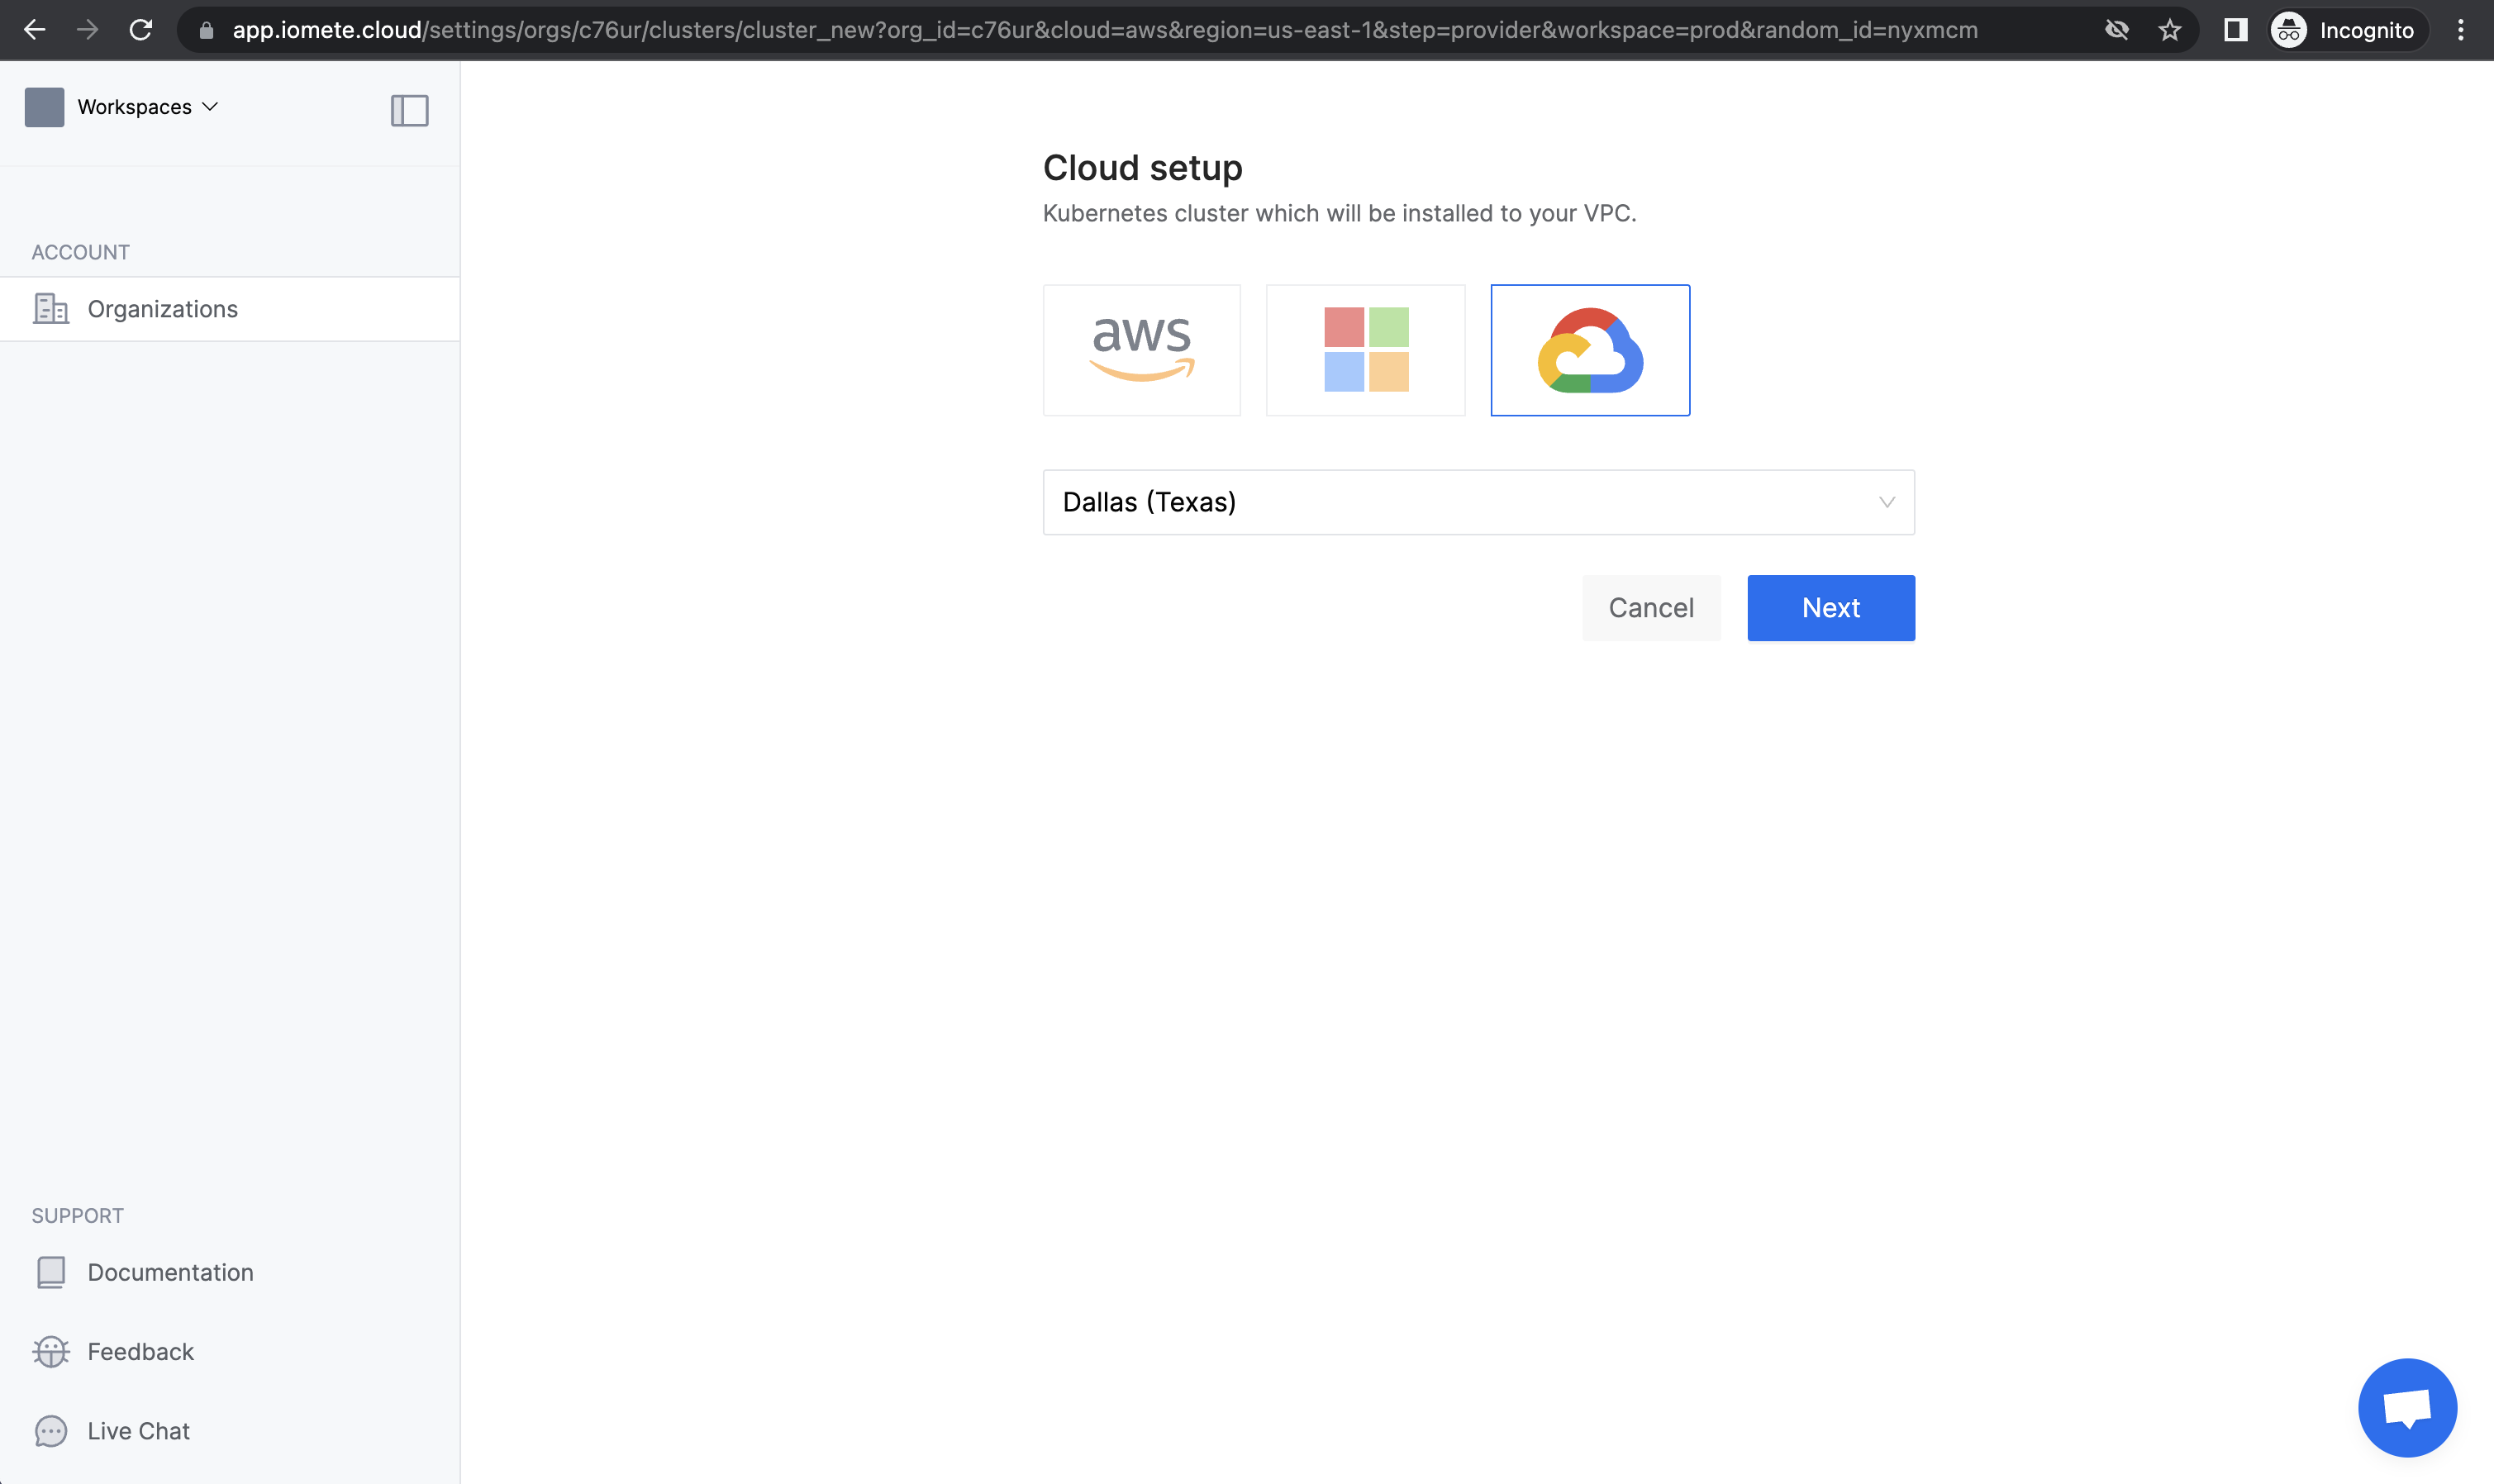 app.iomete.cloud/settings/orgs/c76ur/clusters/cluster_new?org_id=c76ur&cloud=aws&region=us-east-1&step=provider&workspace=prod&random_id=nyxmcm
Incognito
Workspaces
Cloud setup
Kubernetes cluster which will be installed to your VPC.
ACCOUNT
Organizations
aws
Dallas (Texas)
Cancel
Next
SUPPORT
Documentation
Feedback
Live Chat